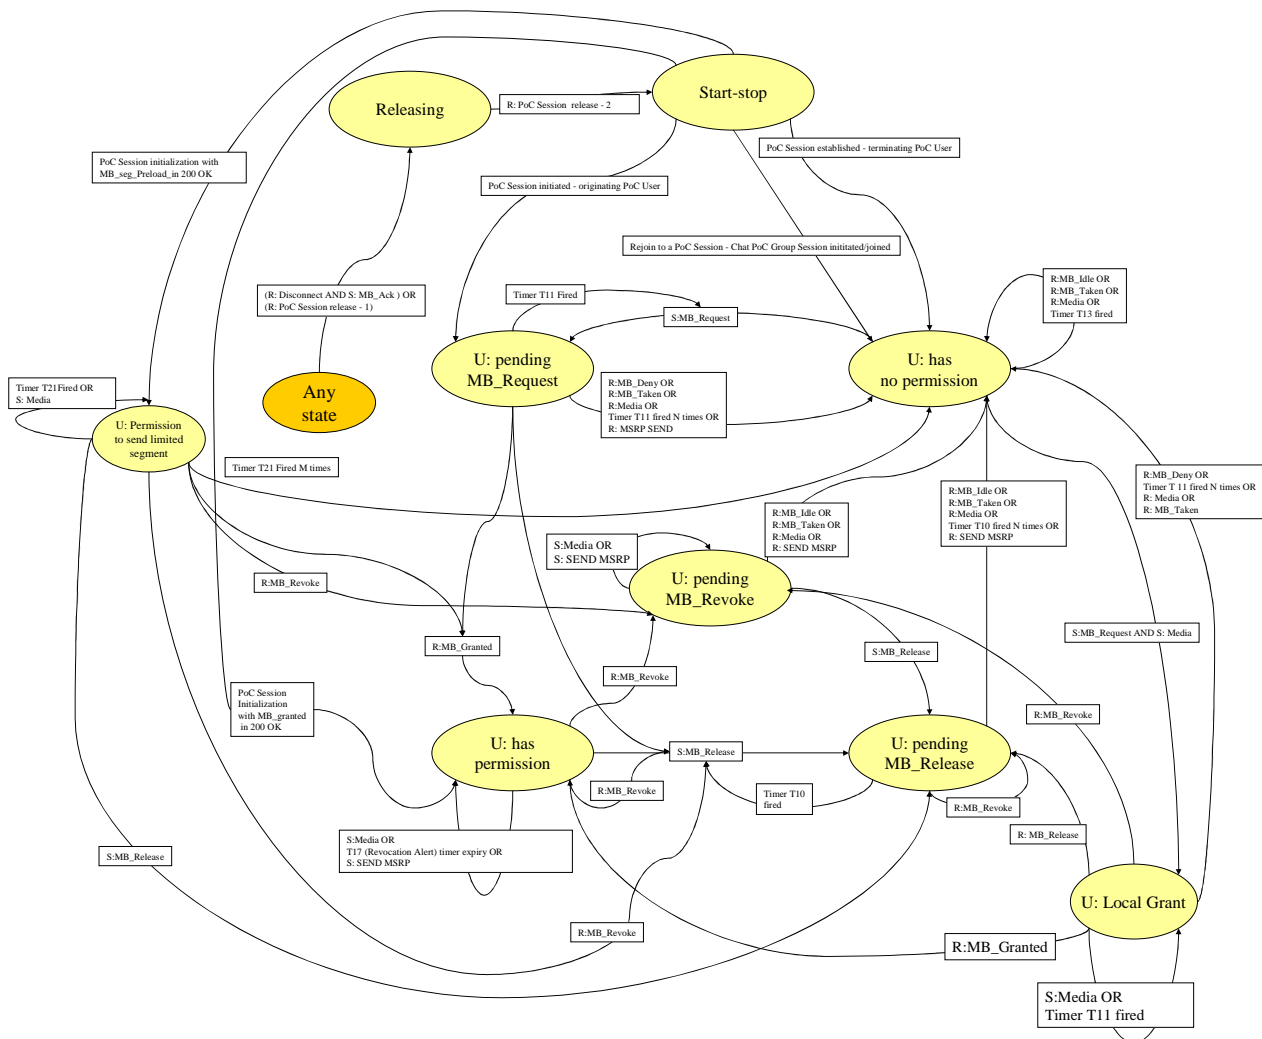 Start-stop
Releasing
R: PoC Session  release - 2
PoC Session established - terminating PoC User
PoC Session initialization with
MB_seg_Preload_in 200 OK
PoC Session initiated - originating PoC User
Rejoin to a PoC Session - Chat PoC Group Session inititated/joined
(R: Disconnect AND S: MB_Ack ) OR
(R: PoC Session release - 1)
Timer T11 Fired
S:MB_Request
R:MB_Idle OR
R:MB_Taken OR
R:Media OR
Timer T13 fired
U: pending
MB_Request
U: has
no permission
Any
state
Timer T21Fired OR
S: Media
U: Permission
to send limited
segment
R:MB_Deny OR
R:MB_Taken OR
R:Media OR
Timer T11 fired N times OR
R: MSRP SEND
Timer T21 Fired M times
R:MB_Deny OR
Timer T 11 fired N times OR
R: Media OR
R: MB_Taken
R:MB_Idle OR
R:MB_Taken OR
R:Media OR
Timer T10 fired N times OR
R: SEND MSRP
R:MB_Idle OR
R:MB_Taken OR
R:Media OR
R: SEND MSRP
S:Media OR
S: SEND MSRP
U: pending
MB_Revoke
R:MB_Revoke
R:MB_Granted
S:MB_Request AND S: Media
S:MB_Release
R:MB_Revoke
PoC Session
Initialization
with MB_granted
in 200 OK
R:MB_Revoke
U: has
permission
S:MB_Release
U: pending
MB_Release
R:MB_Revoke
Timer T10
fired
R:MB_Revoke
R: MB_Release
S:Media OR
T17 (Revocation Alert) timer expiry OR
S: SEND MSRP
S:MB_Release
U: Local Grant
R:MB_Revoke
R:MB_Granted
S:Media OR
Timer T11 fired